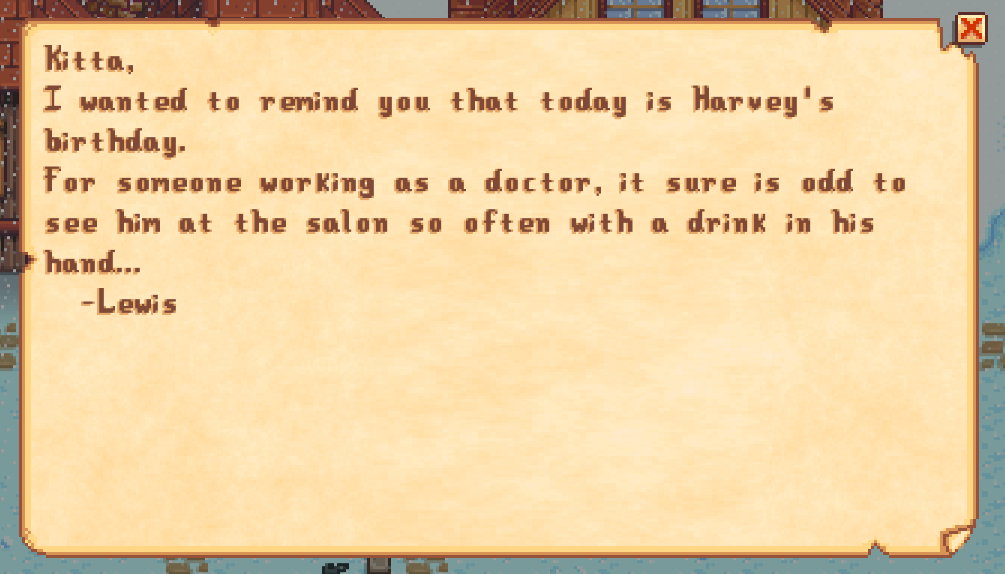 Kitta,
I wanted to remind you that today is Harvey's
birthday.
For someone working as a doctor, it sure is odd to
see him at the salon so often with a drink in his
hand...
-Lewis